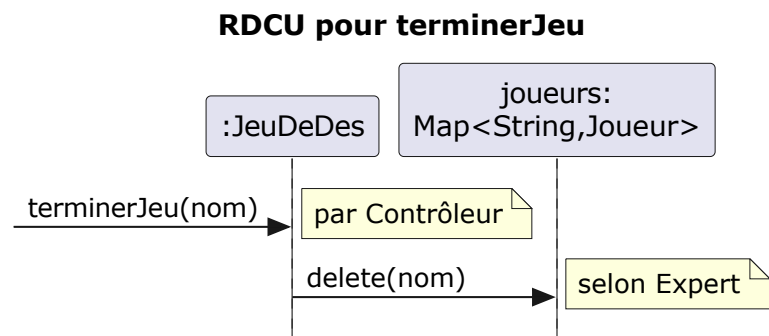 RDCU pour terminerJeu
:JeuDeDes
joueurs:
Map<String,Joueur>
terminerJeu(nom)
par Contrôleur
delete(nom)
selon Expert